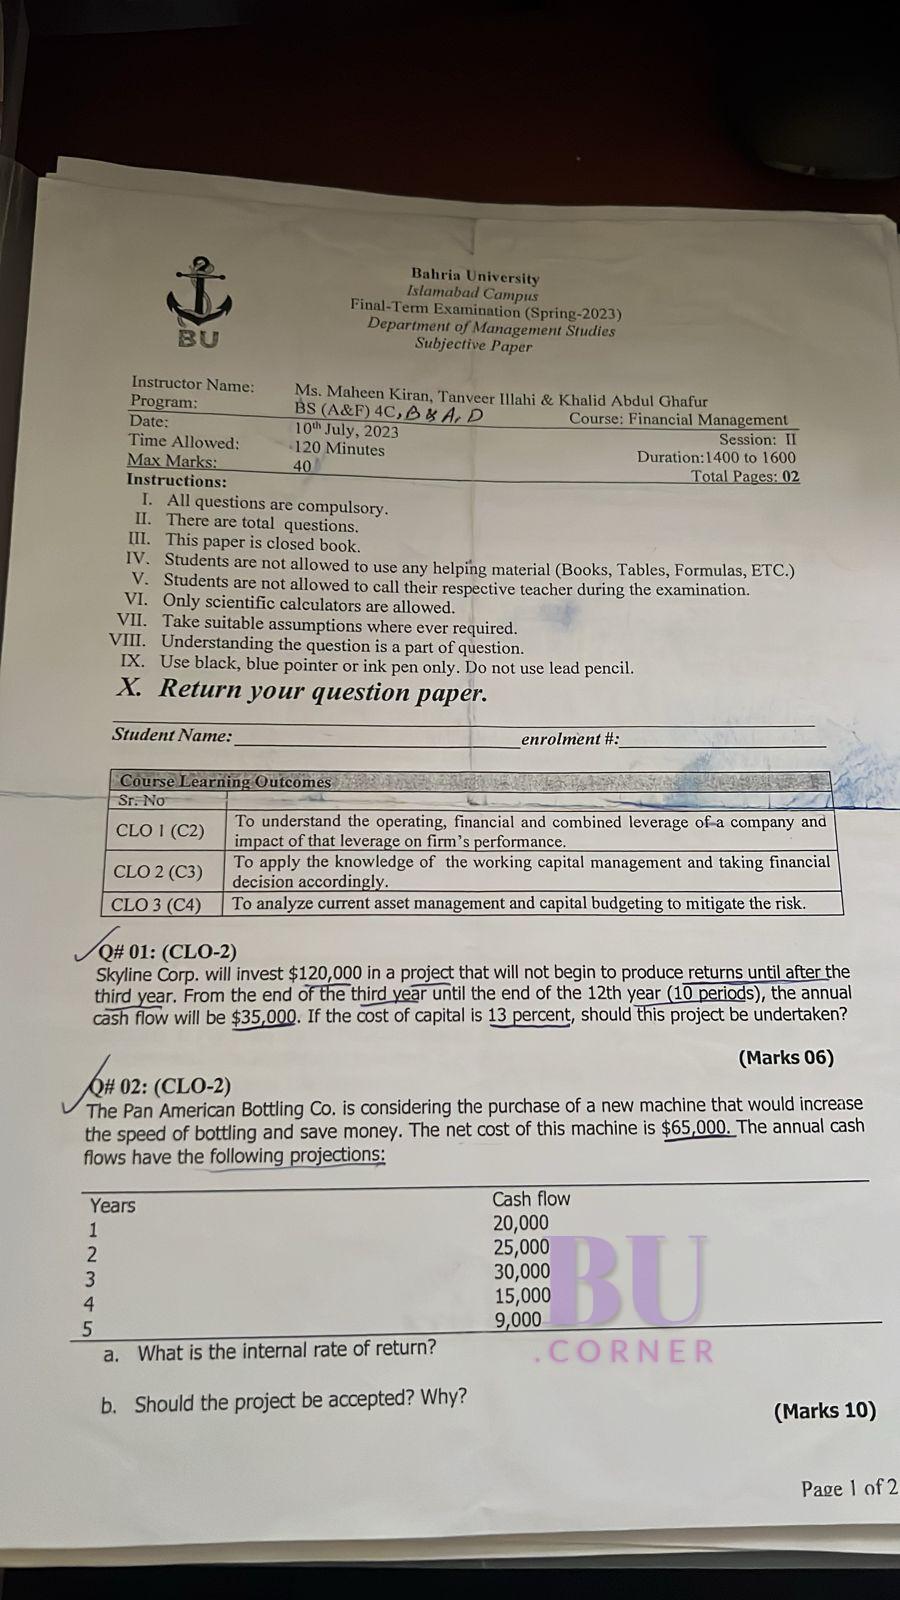 BU
Bahria University
Islamabad Campus
Final-Term Examination (Spring-2023)
Department of Management Studies
Subjective Paper
Instructor Name: Ms. Maheen Kiran, Tanveer Illahi & Khalid Abdul Ghafur
Program: BS (A&F) 4C, B & A, D Course: Financial Management
Date: 10th July, 2023 Session: II
Time Allowed: 120 Minutes Duration:1400 to 1600
Max Marks: 40 Total Pages: 02
Instructions:
I. All questions are compulsory.
II. There are total questions.
III. This paper is closed book.
IV. Students are not allowed to use any helping material (Books, Tables, Formulas, ETC.)
V. Students are not allowed to call their respective teacher during the examination.
VI. Only scientific calculators are allowed.
VII. Take suitable assumptions where ever required.
VIII. Understanding the question is a part of question.
IX. Use black, blue pointer or ink pen only. Do not use lead pencil.
X. Return your question paper.
Student Name: enrolment #:
Course Learning Outcomes
Sr. No
CLO 1 (C2) To understand the operating, financial and combined leverage of a company and
impact of that leverage on firm's performance.
CLO 2 (C3) To apply the knowledge of the working capital management and taking financial
decision accordingly.
CLO 3 (C4) To analyze current asset management and capital budgeting to mitigate the risk.
Q# 01: (CLO-2)
Skyline Corp. will invest $120,000 in a project that will not begin to produce returns until after the
third year. From the end of the third year until the end of the 12th year (10 periods), the annual
cash flow will be $35,000. If the cost of capital is 13 percent, should this project be undertaken?
(Marks 06)
Q# 02: (CLO-2)
The Pan American Bottling Co. is considering the purchase of a new machine that would increase
the speed of bottling and save money. The net cost of this machine is $65,000. The annual cash
flows have the following projections:
Years Cash flow
1 20,000
2 25,000
3 30,000
4 15,000
5 9,000
BU
.CORNER
a. What is the internal rate of return?
b. Should the project be accepted? Why?
(Marks 10)
Page 1 of 2